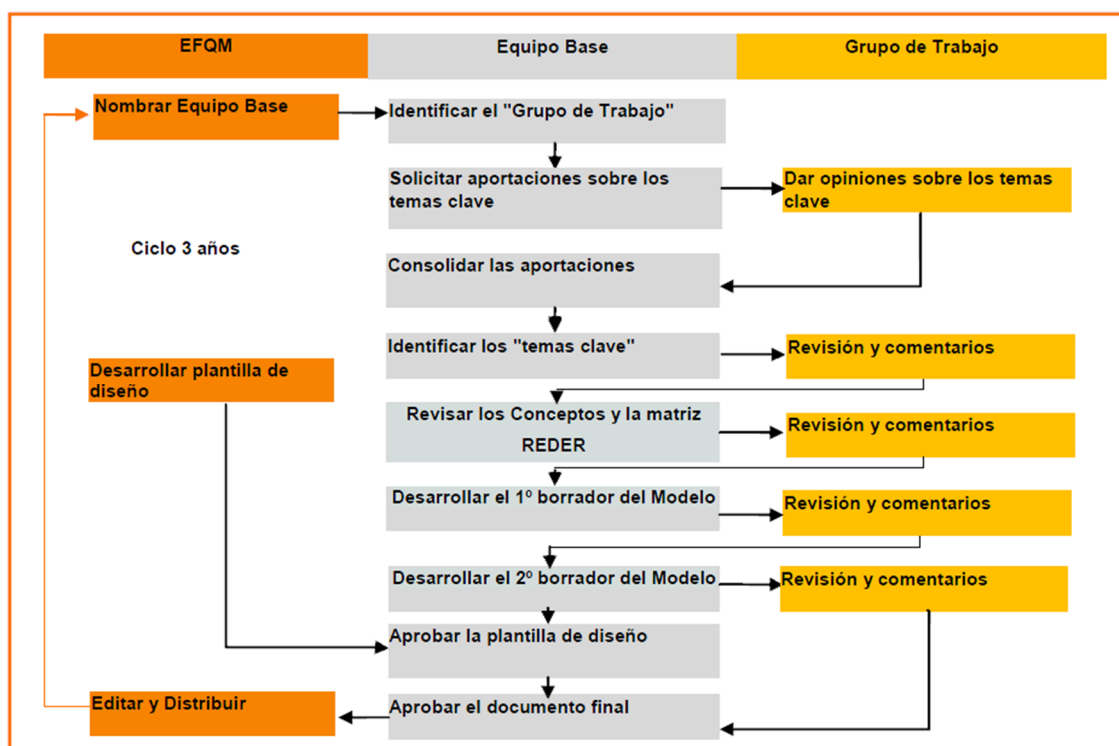 EFQM
Equipo Base
Grupo de Trabajo
Nombrar Equipo Base
Identificar el "Grupo de Trabajo"
Solicitar aportaciones sobre los
temas clave
Dar opiniones sobre los temas
clave
Ciclo 3 años
Consolidar las aportaciones
Identificar los "temas clave"
Revisión y comentarios
Desarrollar plantilla de
diseño
Revisar los Conceptos y la matriz
REDER
Revisión y comentarios
Desarrollar el 1º borrador del Modelo
Revisión y comentarios
Desarrollar el 2º borrador del Modelo
Revisión y comentarios
Aprobar la plantilla de diseño
Editar y Distribuir
Aprobar el documento final